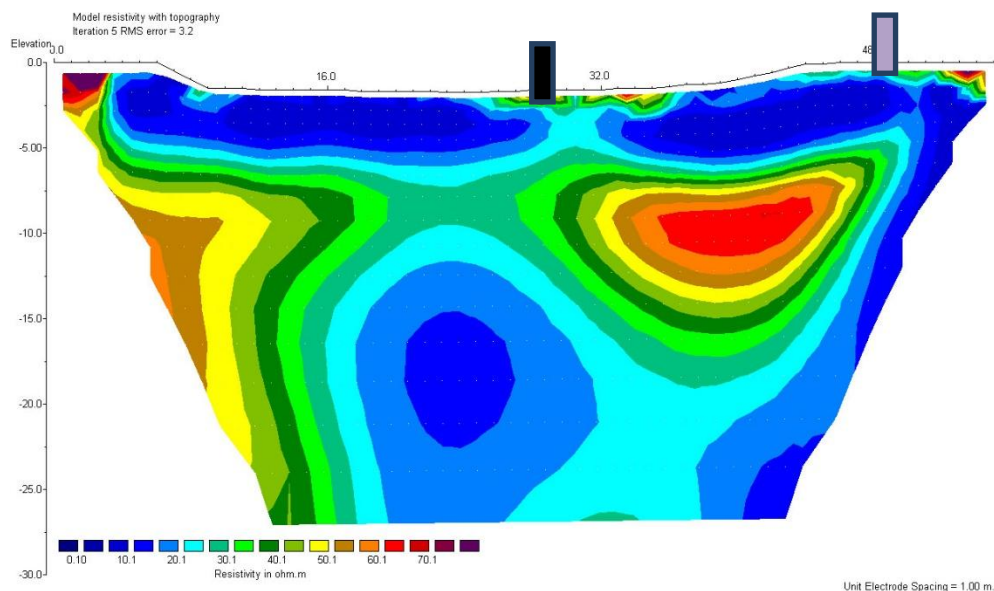 Model resistivity with topography
Iteration 5 RMS error = 3.2
Elevation
0.0 16.0 32.0 48
0.0
-5.00
-10.0
-15.0
-20.0
-25.0
-30.0
0.10 10.1 20.1 30.1 40.1 50.1 60.1 70.1
Resistivity in ohm.m
Unit Electrode Spacing = 1.00 m.